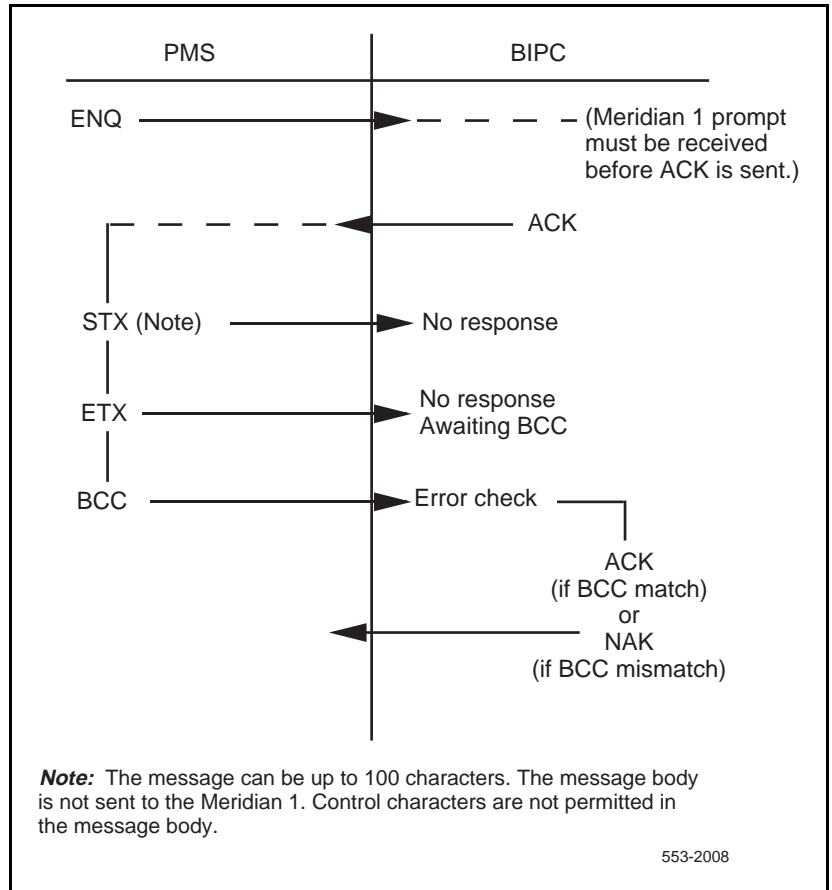 PMS BIPC
ENQ (Meridian 1 prompt
must be received
before ACK is sent.)
ACK
STX (Note) No response
ETX No response
Awaiting BCC
BCC Error check
ACK
(if BCC match)
or
NAK
(if BCC mismatch)
Note: The message can be up to 100 characters. The message body
is not sent to the Meridian 1. Control characters are not permitted in
the message body.
553-2008